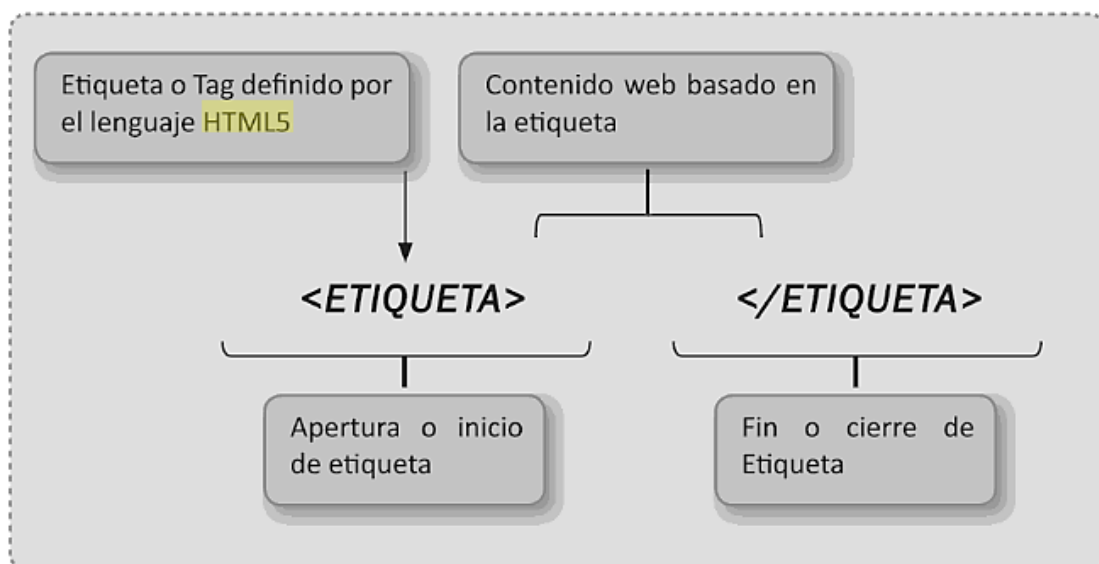 Etiqueta o Tag definido por
el lenguaje HTML5
Contenido web basado en
la etiqueta
<ETIQUETA>
</ETIQUETA>
Apertura o inicio
de etiqueta
Fin o cierre de
Etiqueta